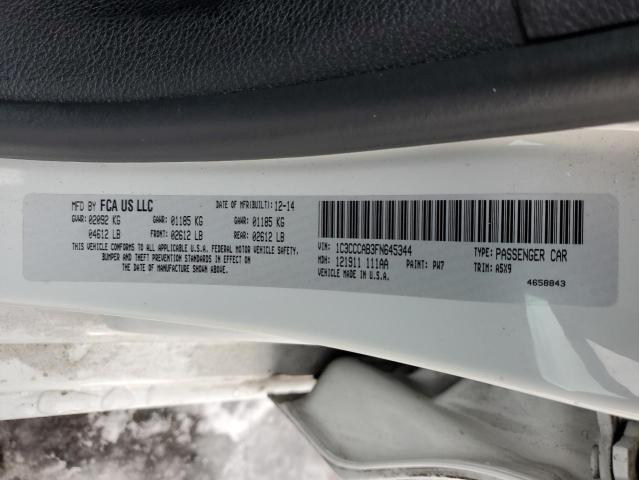 MFD BY FCA US LLC DATE OF MFR(BUILT): 12-14
GVWR: 02092 KG GAWR: 01185 KG GAWR: 01185 KG
04612 LB FRONT: 02612 LB REAR: 02612 LB
THIS VEHICLE CONFORMS TO ALL APPLICABLE U.S.A. FEDERAL MOTOR VEHICLE SAFETY,
BUMPER AND THEFT PREVENTION STANDARDS IN EFFECT ON
THE DATE OF MANUFACTURE SHOWN ABOVE.
VIN: 1C3CCCAB3FN645344 TYPE: PASSENGER CAR
MDH: 121911 111AA PAINT: PW7 TRIM: A5X9
VEHICLE MADE IN U.S.A.
4658843